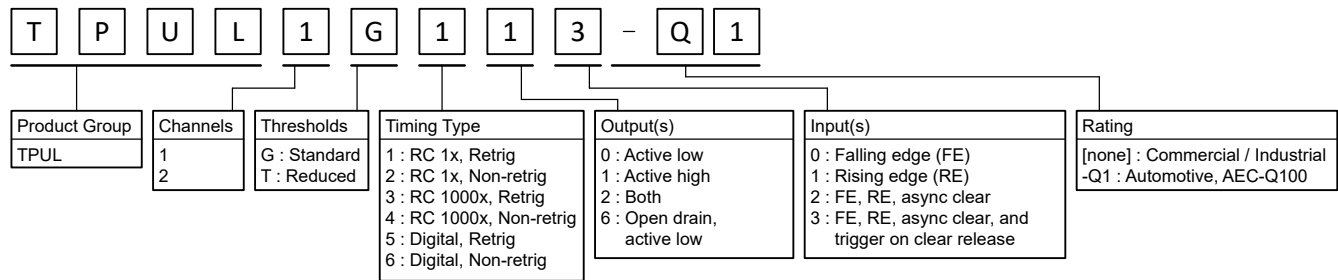 T P U L 1 G 1 1 3 - Q 1
Product Group
TPUL
Channels
1
2
Thresholds
G : Standard
T : Reduced
Timing Type
1 : RC 1x, Retrig
2 : RC 1x, Non-retrig
3 : RC 1000x, Retrig
4 : RC 1000x, Non-retrig
5 : Digital, Retrig
6 : Digital, Non-retrig
Output(s)
0 : Active low
1 : Active high
2 : Both
6 : Open drain,
active low
Input(s)
0 : Falling edge (FE)
1 : Rising edge (RE)
2 : FE, RE, async clear
3 : FE, RE, async clear, and
trigger on clear release
Rating
[none] : Commercial / Industrial
-Q1 : Automotive, AEC-Q100